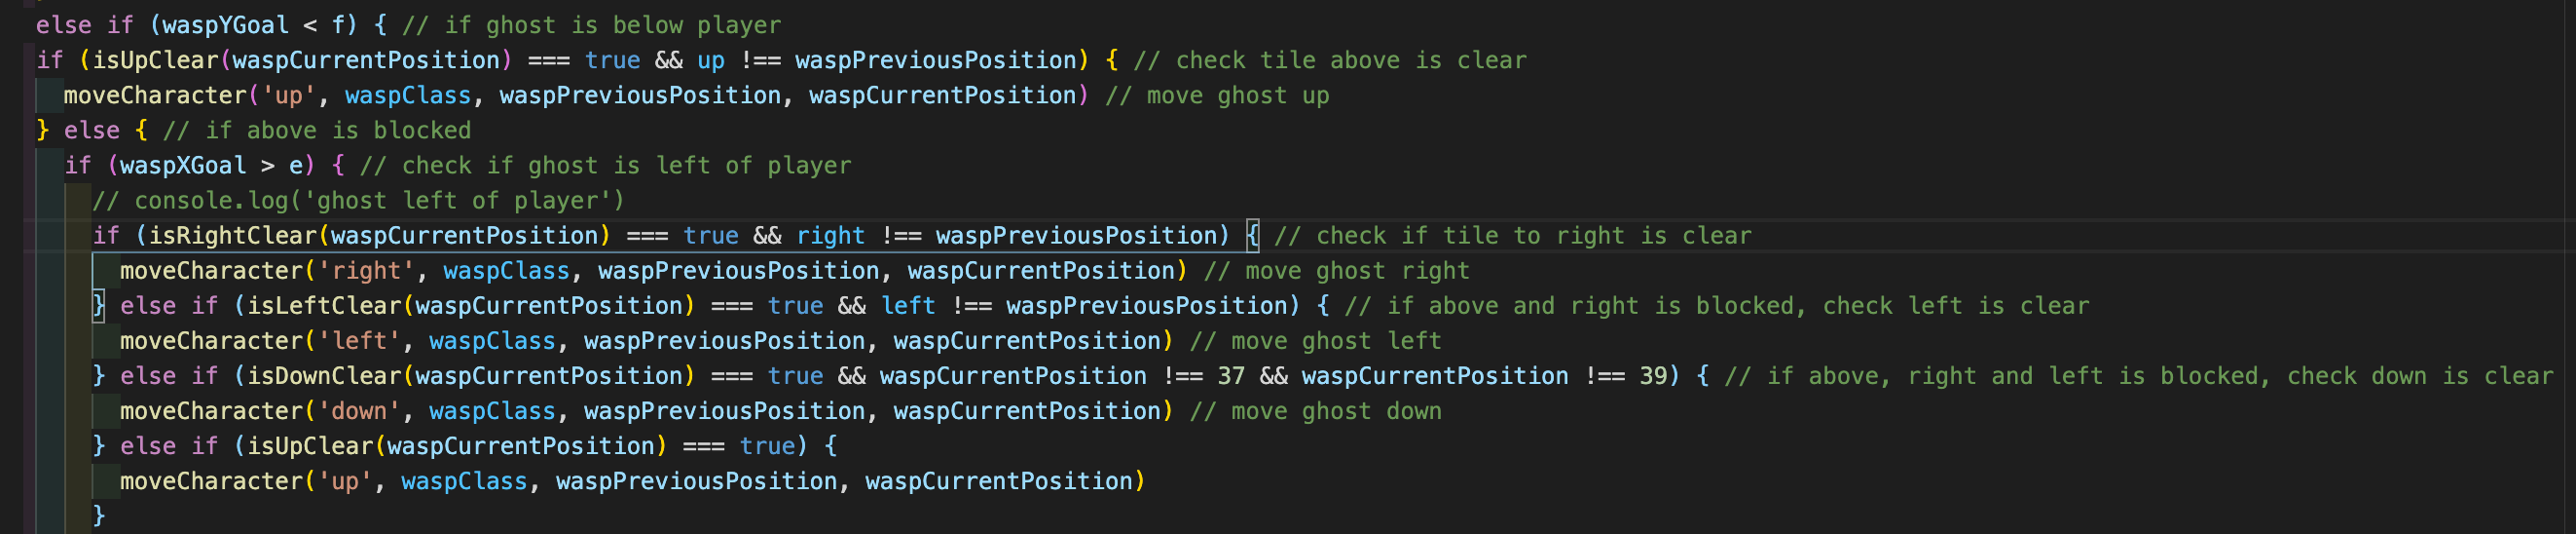 else if (waspYGoal < f) { // if ghost is below player
if (isUpClear(waspCurrentPosition) === true && up !== waspPreviousPosition) { // check tile above is clear
moveCharacter('up', waspClass, waspPreviousPosition, waspCurrentPosition) // move ghost up
} else { // if above is blocked
if (waspXGoal > e) { // check if ghost is left of player
// console.log('ghost left of player')
if (isRightClear(waspCurrentPosition) === true && right !== waspPreviousPosition) { // check if tile to right is clear
moveCharacter('right', waspClass, waspPreviousPosition, waspCurrentPosition) // move ghost right
} else if (isLeftClear(waspCurrentPosition) === true && left !== waspPreviousPosition) { // if above and right is blocked, check left is clear
moveCharacter('left', waspClass, waspPreviousPosition, waspCurrentPosition) // move ghost left
} else if (isDownClear(waspCurrentPosition) === true && waspCurrentPosition !== 37 && waspCurrentPosition !== 39) { // if above, right and left is blocked, check down is clear
moveCharacter('down', waspClass, waspPreviousPosition, waspCurrentPosition) // move ghost down
} else if (isUpClear(waspCurrentPosition) === true) {
moveCharacter('up', waspClass, waspPreviousPosition, waspCurrentPosition)
}